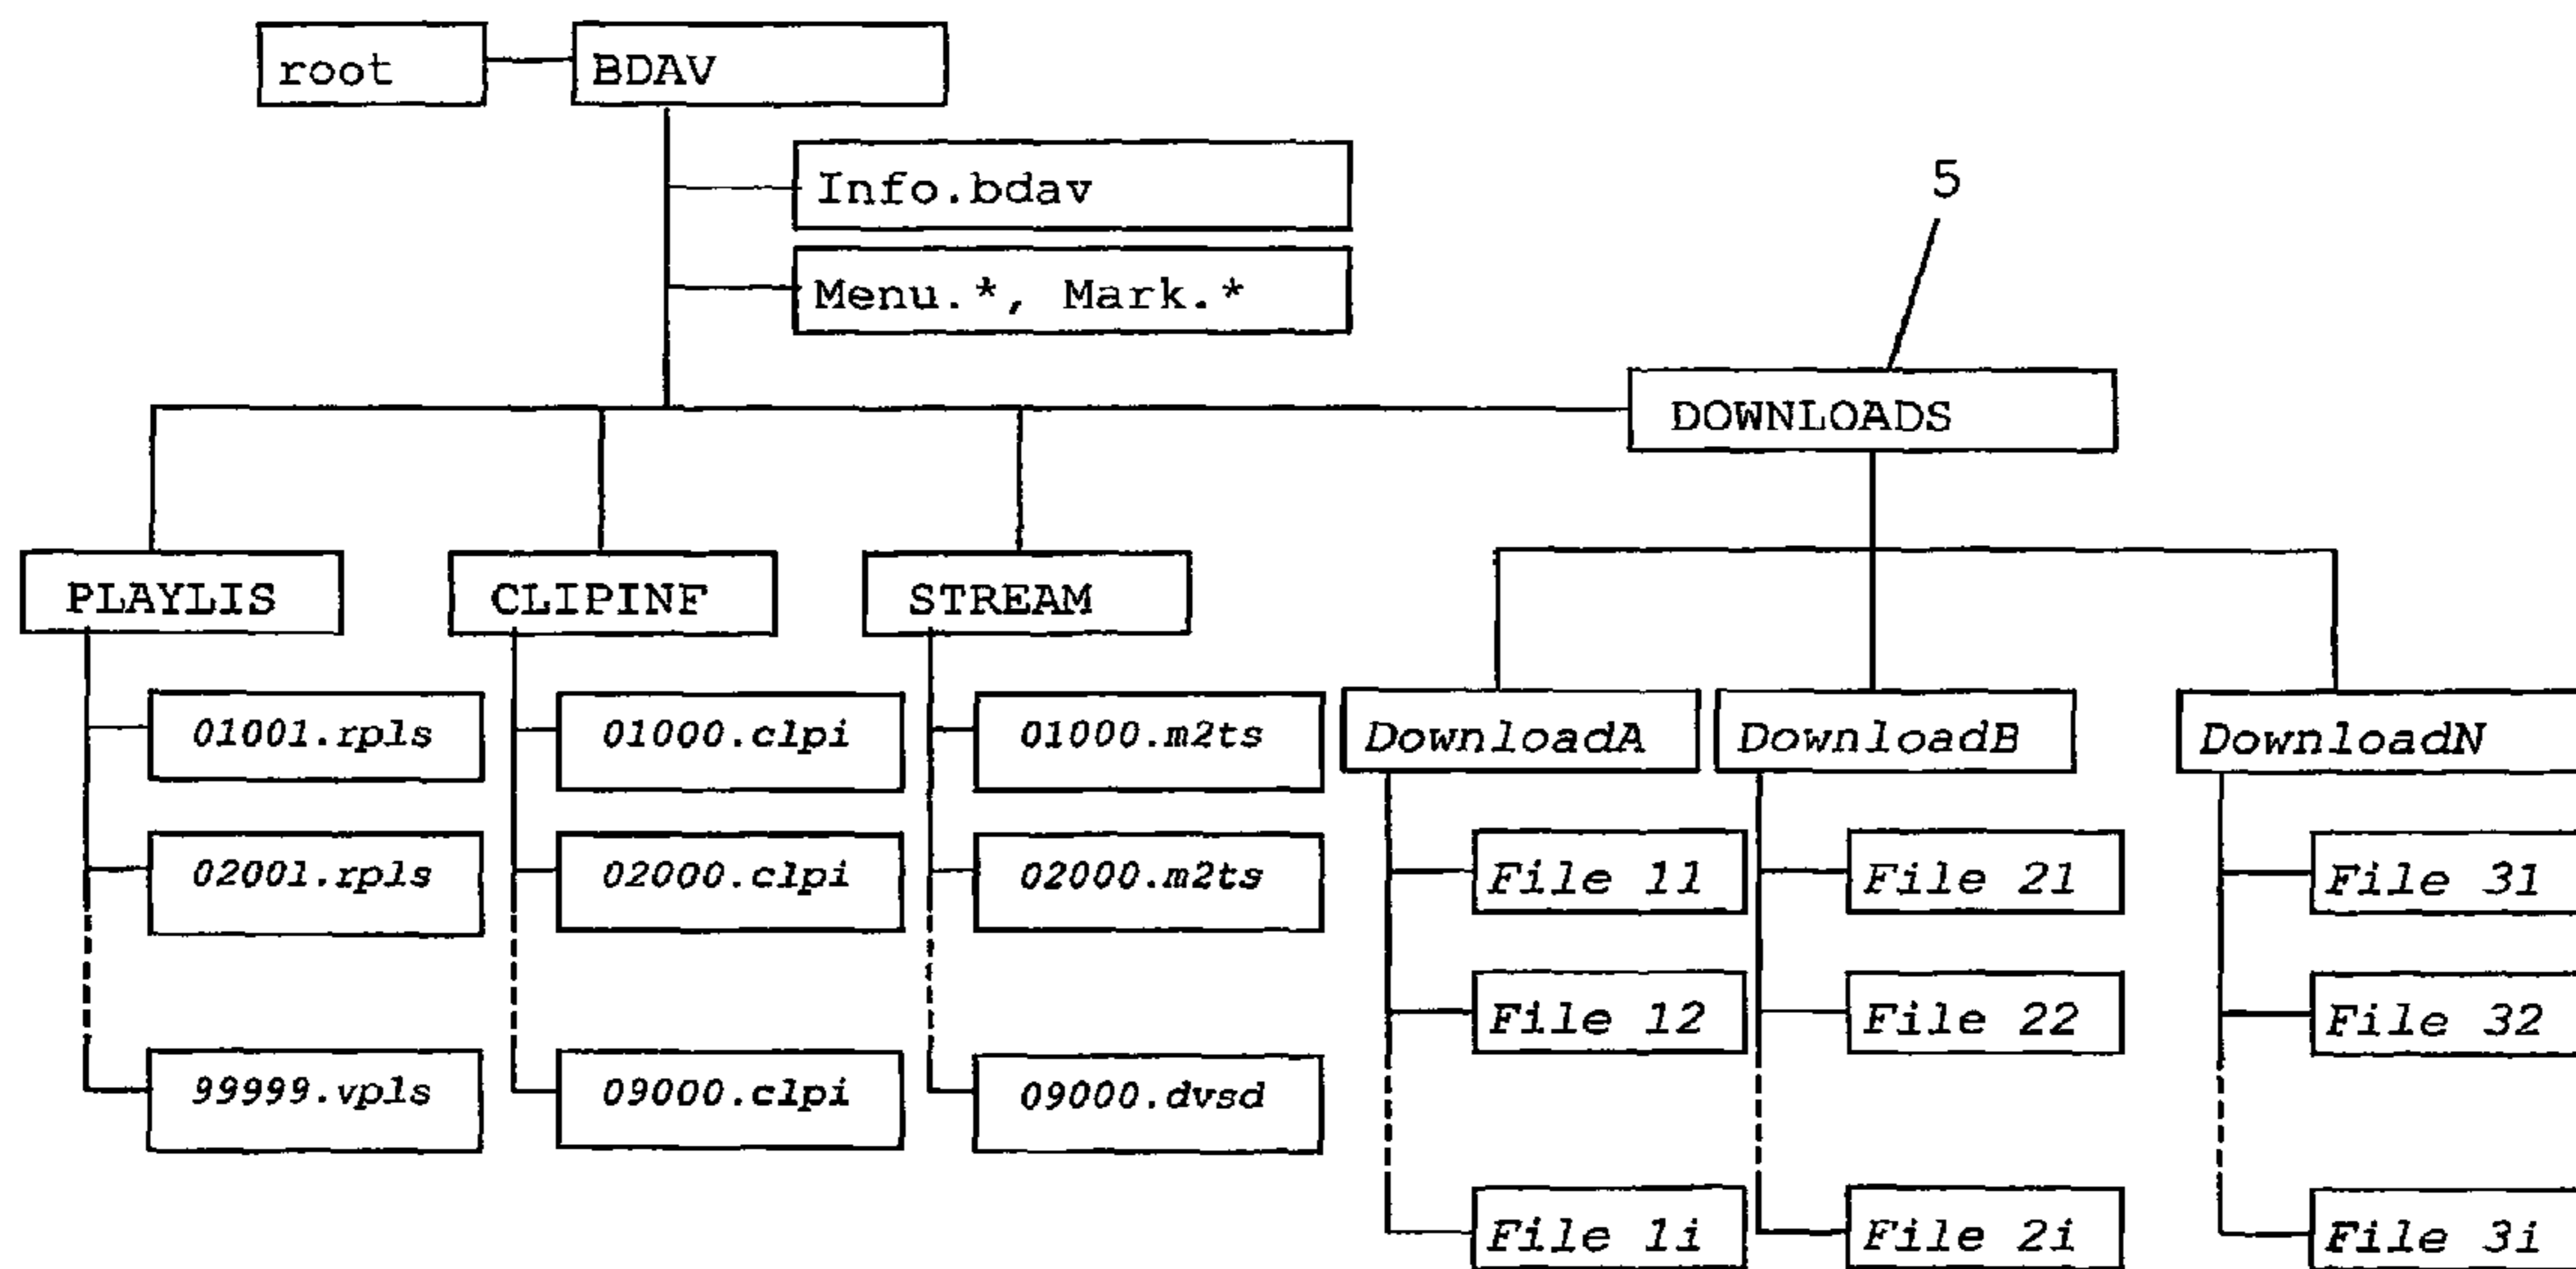 root
BDAV
Info.bdav
Menu.*, Mark.*
5
DOWNLOADS
PLAYLIS
CLIPINF
STREAM
01001.rpls
01000.clpi
01000.m2ts
DownloadA
DownloadB
DownloadN
02001.rpls
02000.clpi
02000.m2ts
File 11
File 21
File 31
File 12
File 22
File 32
99999.vpls
09000.clpi
09000.dvsd
File 1i
File 2i
File 3i